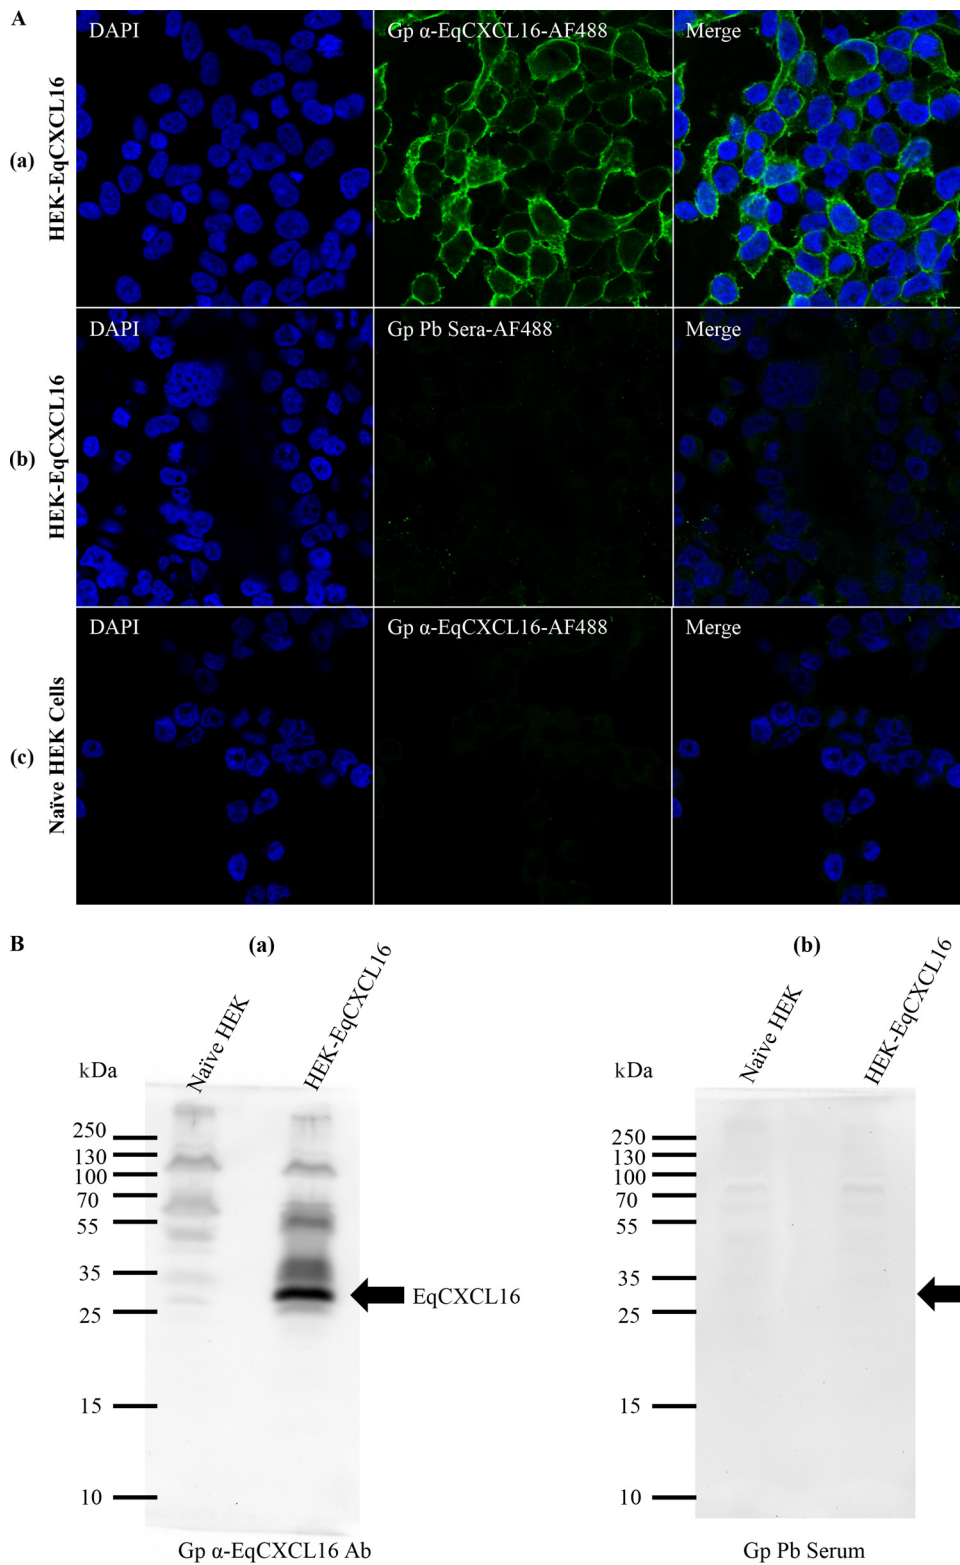 A
DAPI
Gp α-EqCXCL16-AF488
Merge
(a)
HEK-EqCXCL16
DAPI
Gp Pb Sera-AF488
Merge
(b)
HEK-EqCXCL16
DAPI
Gp α-EqCXCL16-AF488
Merge
(c)
Naïve HEK Cells
B
(a)
Naïve HEK
HEK-EqCXCL16
kDa
250
130
100
70
55
35
25
15
10
EqCXCL16
Gp α-EqCXCL16 Ab
(b)
Naïve HEK
HEK-EqCXCL16
kDa
250
130
100
70
55
35
25
15
10
Gp Pb Serum